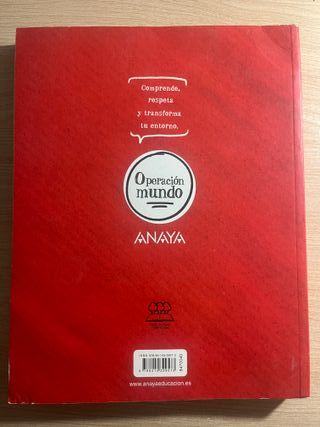 Comprende,
respeta
y transforma
tu entorno.
Operación
mundo
ANAYA
www.anayaeducacion.es